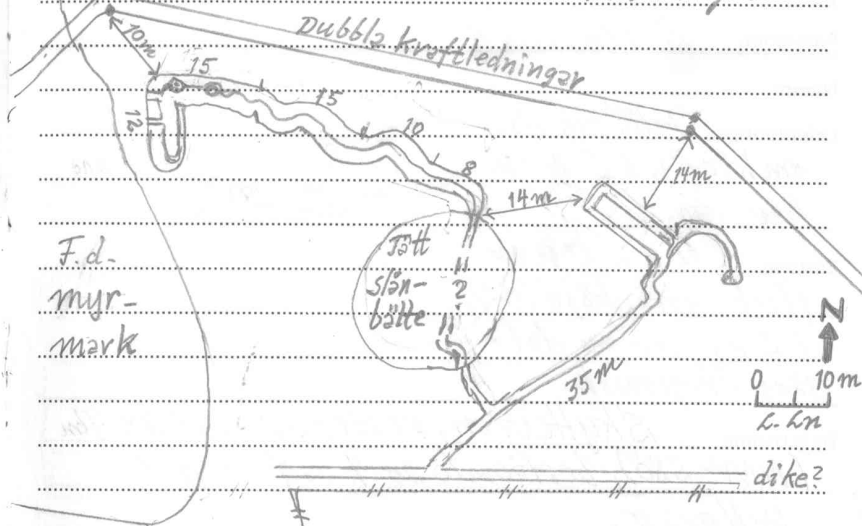 Dubbla kraftledningar
10m
15
15
12
10
8
14m
14m
F.d.
myr-
mark
Tätt
slån-
bälte
2
35m
N
0 10m
L. Ln
dike?